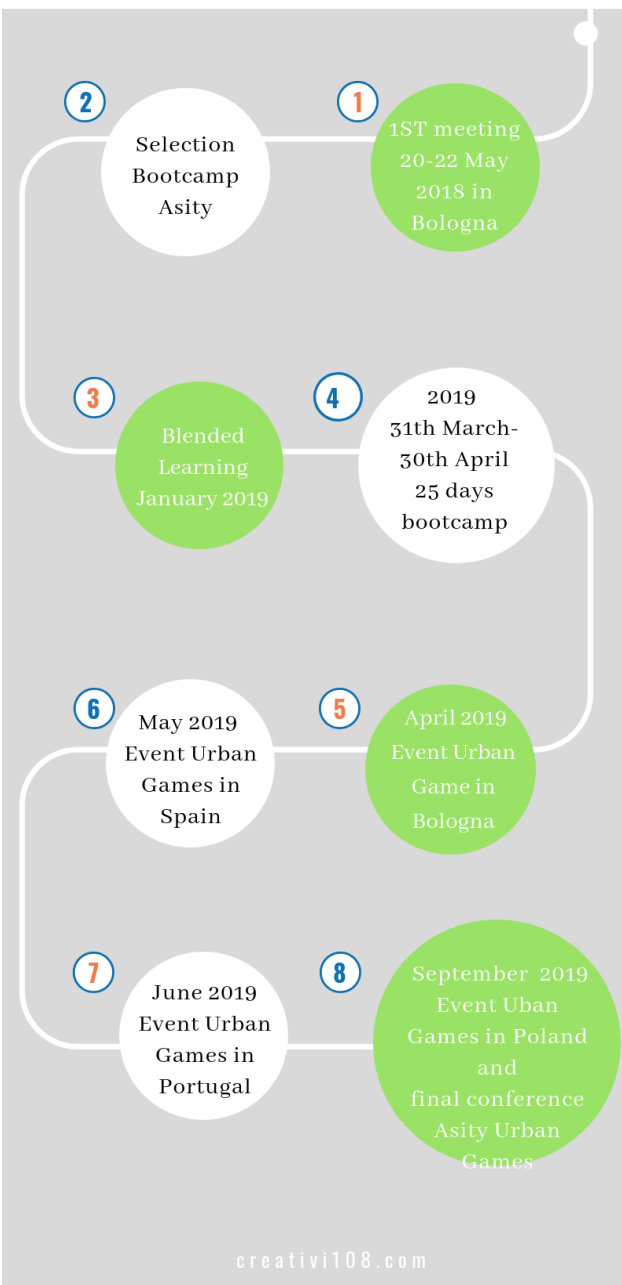 1
1ST meeting
20-22 May
2018 in
Bologna
2
Selection
Bootcamp
Asity
3
Blended
Learning
January 2019
4
2019
31th March-
30th April
25 days
bootcamp
5
April 2019
Event Urban
Game in
Bologna
6
May 2019
Event Urban
Games in
Spain
7
June 2019
Event Urban
Games in
Portugal
8
September 2019
Event Uban
Games in Poland
and
final conference
Asity Urban
Games
creativi108.com